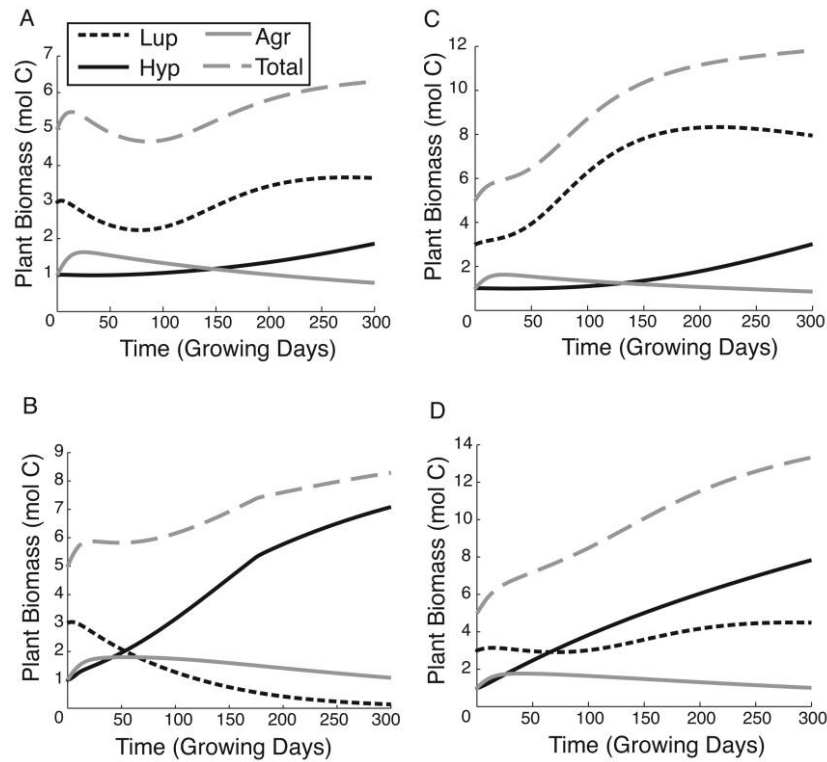 A
Lup
Agr
Hyp
Total
Plant Biomass (mol C)
7
6
5
4
3
2
1
0 50 100 150 200 250 300
Time (Growing Days)
C
Plant Biomass (mol C)
12
10
8
6
4
2
0 50 100 150 200 250 300
Time (Growing Days)
B
Plant Biomass (mol C)
9
8
7
6
5
4
3
2
1
0 50 100 150 200 250 300
Time (Growing Days)
D
Plant Biomass (mol C)
14
12
10
8
6
4
2
0 50 100 150 200 250 300
Time (Growing Days)